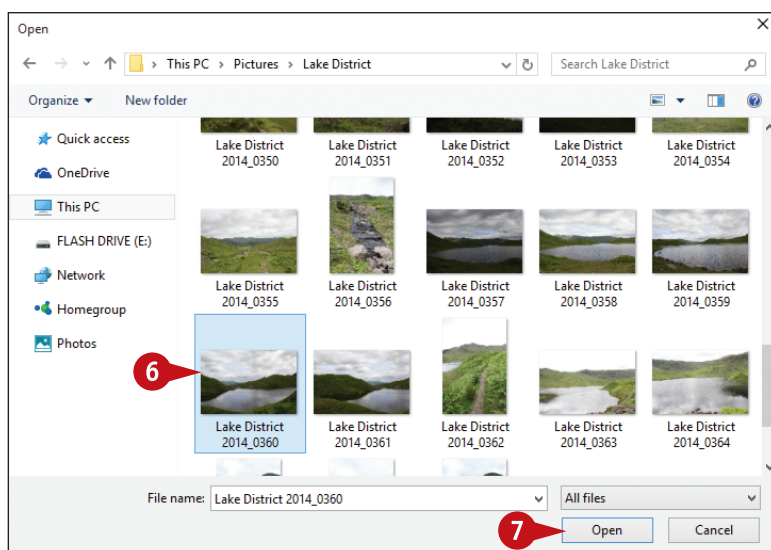 Open
This PC > Pictures > Lake District
Search Lake District
Organize
New folder
Quick access
OneDrive
This PC
FLASH DRIVE (E:)
Network
Homegroup
Photos
Lake District Lake District Lake District Lake District Lake District
2014_0350 2014_0351 2014_0352 2014_0353 2014_0354
Lake District Lake District Lake District Lake District Lake District
2014_0355 2014_0356 2014_0357 2014_0358 2014_0359
6
Lake District Lake District Lake District Lake District Lake District
2014_0360 2014_0361 2014_0362 2014_0363 2014_0364
File name: Lake District 2014_0360
All files
7
Open
Cancel